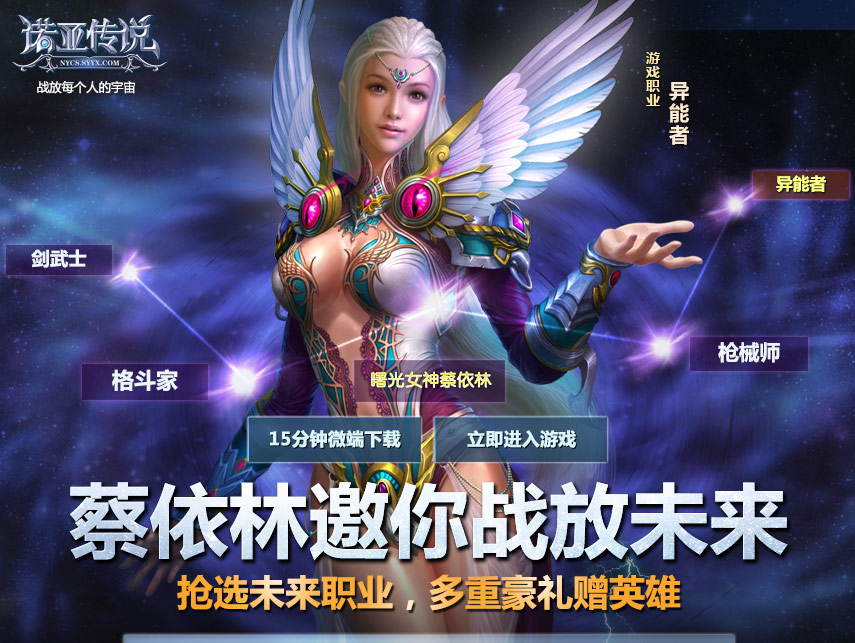 诺亚传说
NYCS.SYYX.COM
战放每个人的宇宙
游戏职业
异能者
异能者
剑武士
枪械师
格斗家
曙光女神蔡依林
15分钟微端下载
立即进入游戏
蔡依林邀你战放未来
抢选未来职业，多重豪礼赠英雄